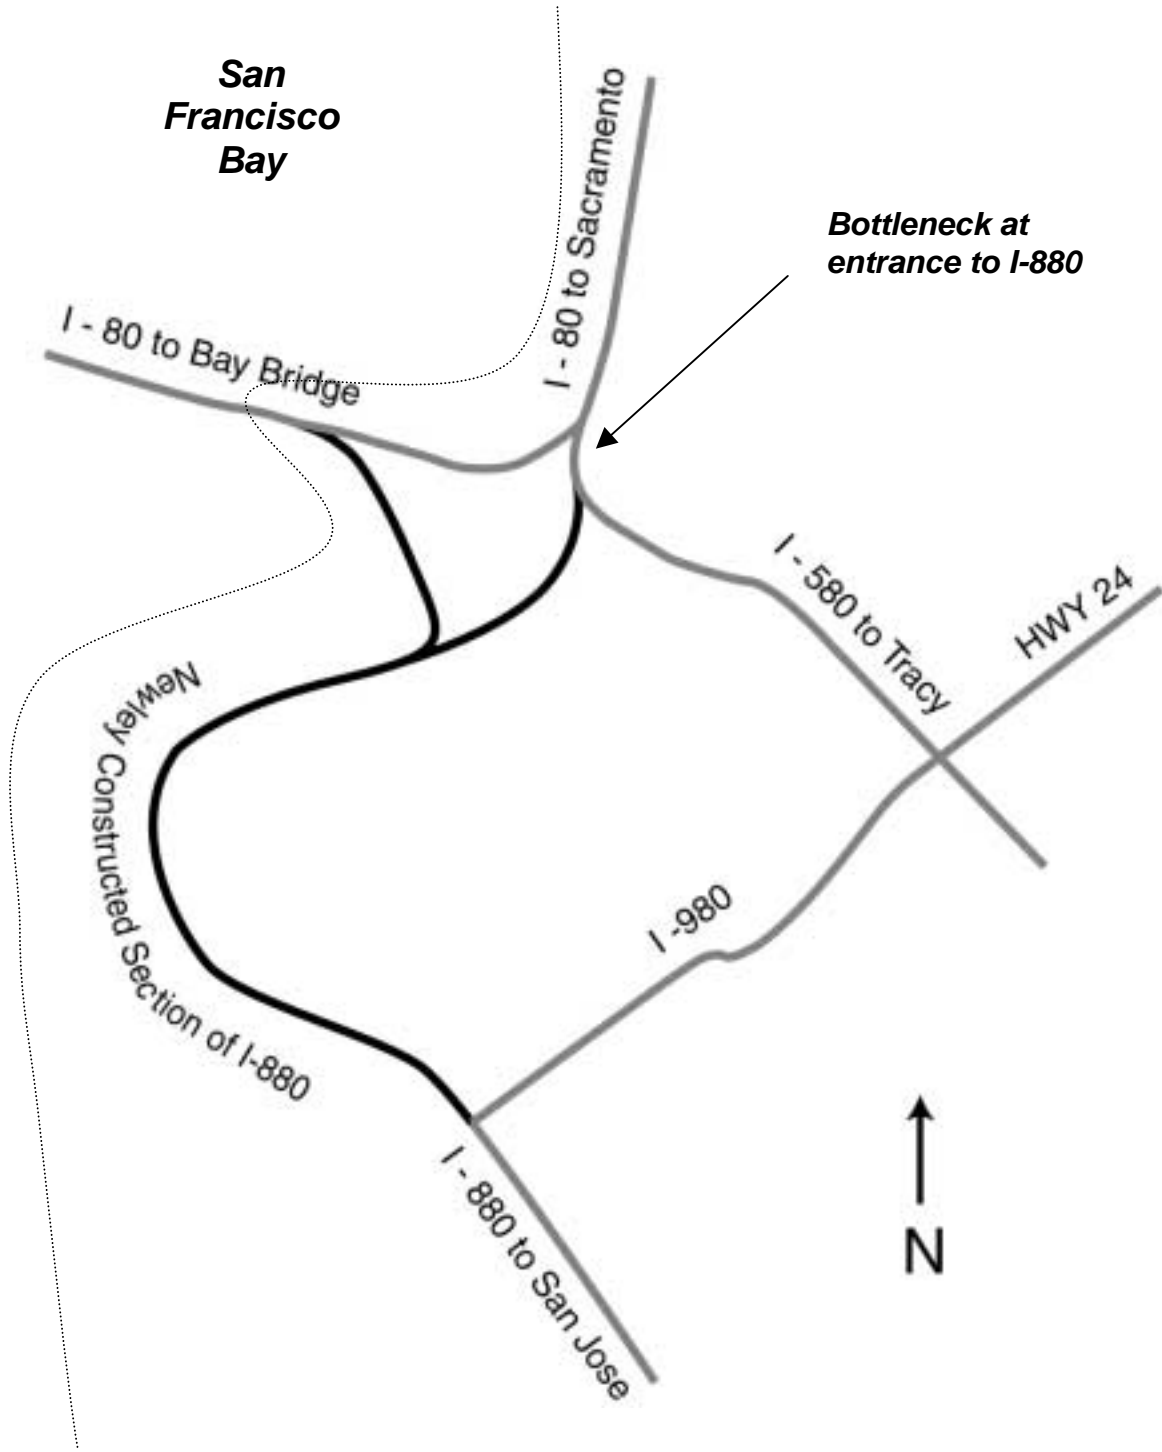 San
Francisco
Bay
I - 80 to Sacramento
Bottleneck at
entrance to I-880
I - 80 to Bay Bridge
I - 580 to Tracy
HWY 24
Newley Constructed Section of I-880
I -980
I - 880 to San Jose
N